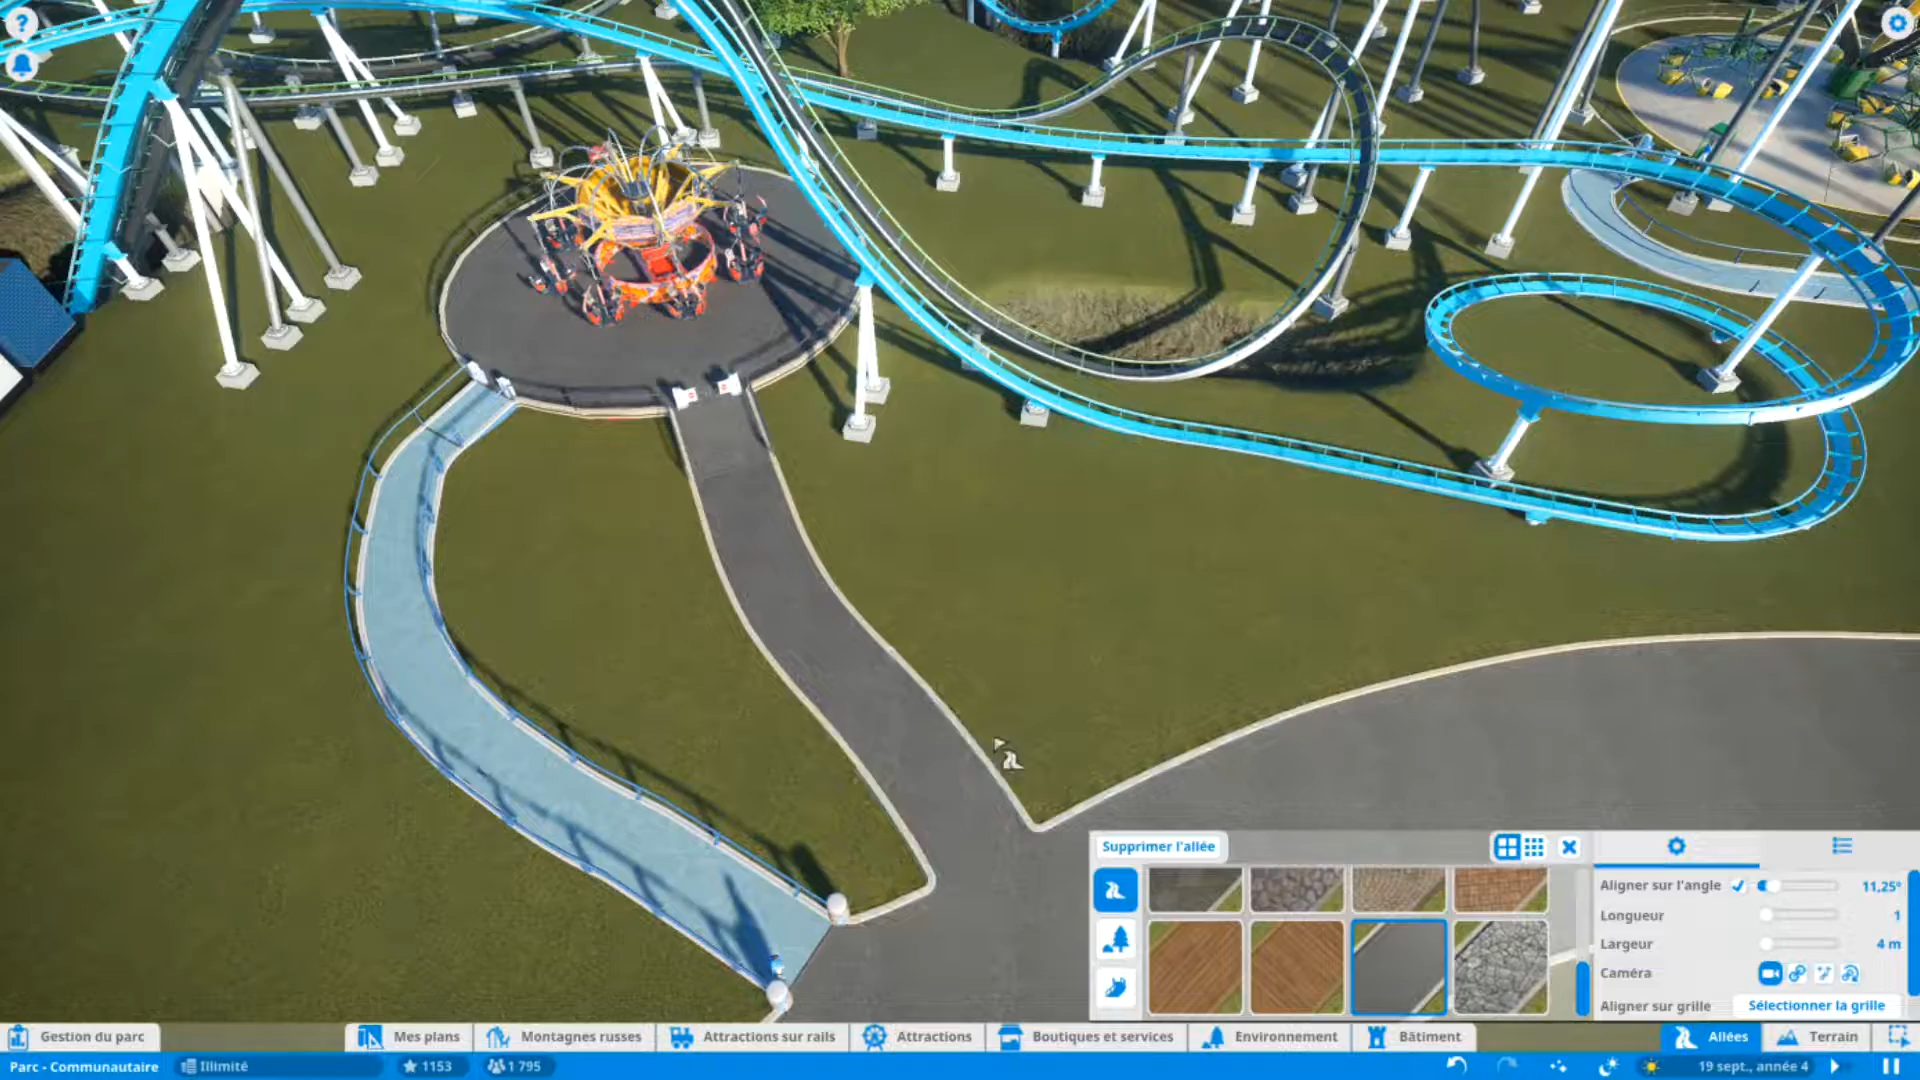 ?
Supprimer l'allée
Aligner sur l'angle 11,25°
Longueur 1
Largeur 4 m
Caméra
Aligner sur grille Sélectionner la grille
Gestion du parc Mes plans Montagnes russes Attractions sur rails Attractions Boutiques et services Environnement Bâtiment Allées Terrain
Parc - Communautaire Illimité 1153 1 795 19 sept., année 4